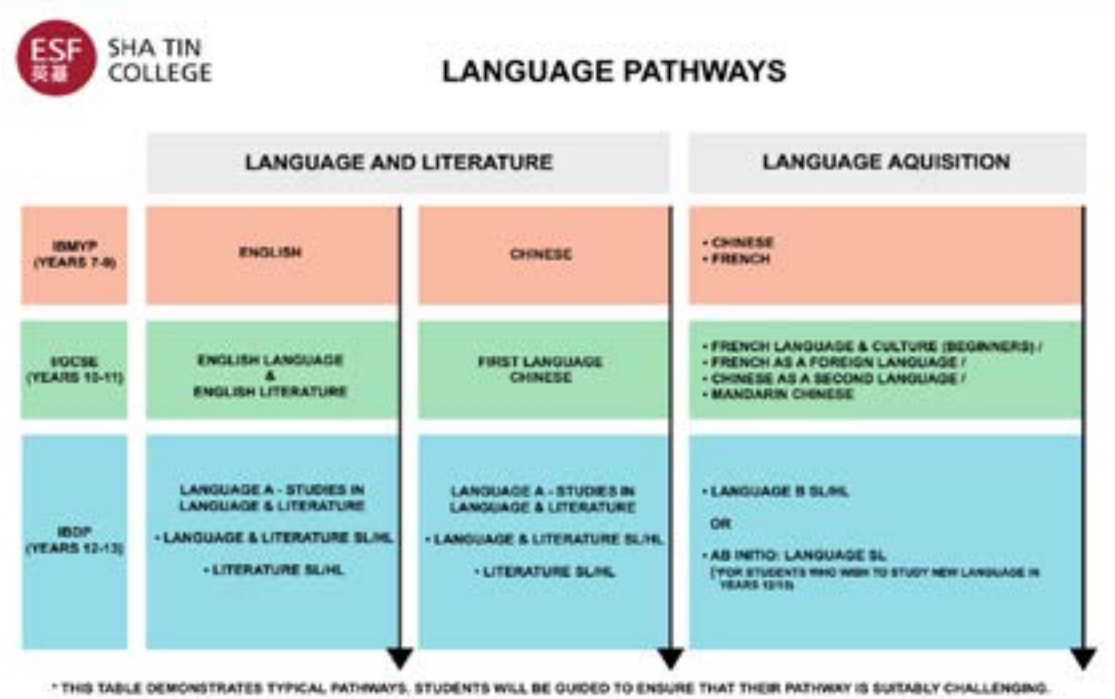 ESF
英基
SHA TIN
COLLEGE
LANGUAGE PATHWAYS
LANGUAGE AND LITERATURE
LANGUAGE AQUISITION
IBMYP
(YEARS 7-9)
ENGLISH
CHINESE
• CHINESE
• FRENCH
I/GCSE
(YEARS 10-11)
ENGLISH LANGUAGE
&
ENGLISH LITERATURE
FIRST LANGUAGE
CHINESE
• FRENCH LANGUAGE & CULTURE (BEGINNERS) /
• FRENCH AS A FOREIGN LANGUAGE /
• CHINESE AS A SECOND LANGUAGE /
• MANDARIN CHINESE
IBDP
(YEARS 12-13)
LANGUAGE A - STUDIES IN
LANGUAGE & LITERATURE
• LANGUAGE & LITERATURE SL/HL
• LITERATURE SL/HL
LANGUAGE A - STUDIES IN
LANGUAGE & LITERATURE
• LANGUAGE & LITERATURE SL/HL
• LITERATURE SL/HL
• LANGUAGE B SL/HL
OR
• AB INITIO: LANGUAGE SL
(*FOR STUDENTS WHO WISH TO STUDY NEW LANGUAGE IN
YEARS 12/13)
* THIS TABLE DEMONSTRATES TYPICAL PATHWAYS. STUDENTS WILL BE GUIDED TO ENSURE THAT THEIR PATHWAY IS SUITABLY CHALLENGING.